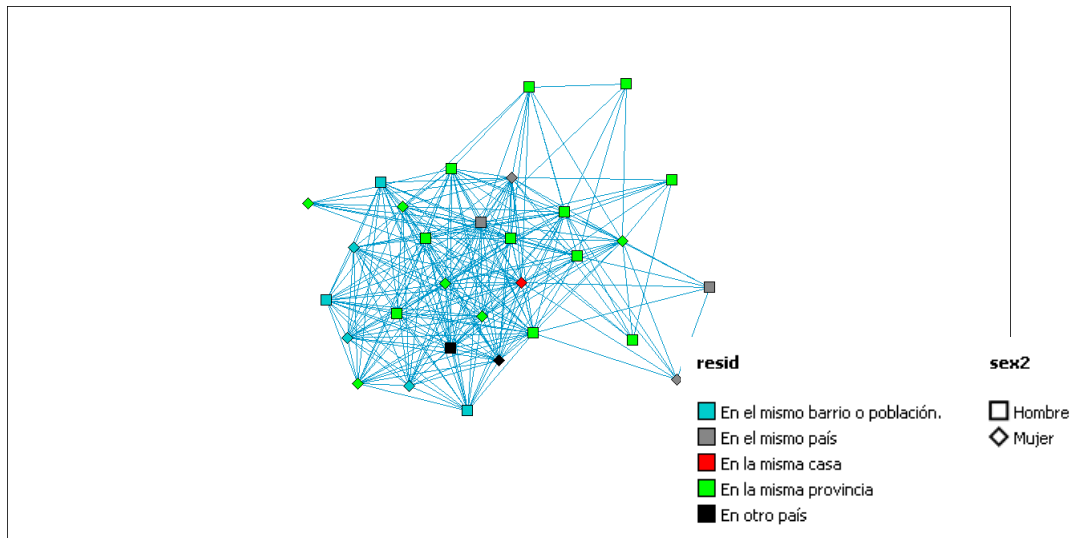 resid
En el mismo barrio o población.
En el mismo país
En la misma casa
En la misma provincia
En otro país
sex2
Hombre
Mujer